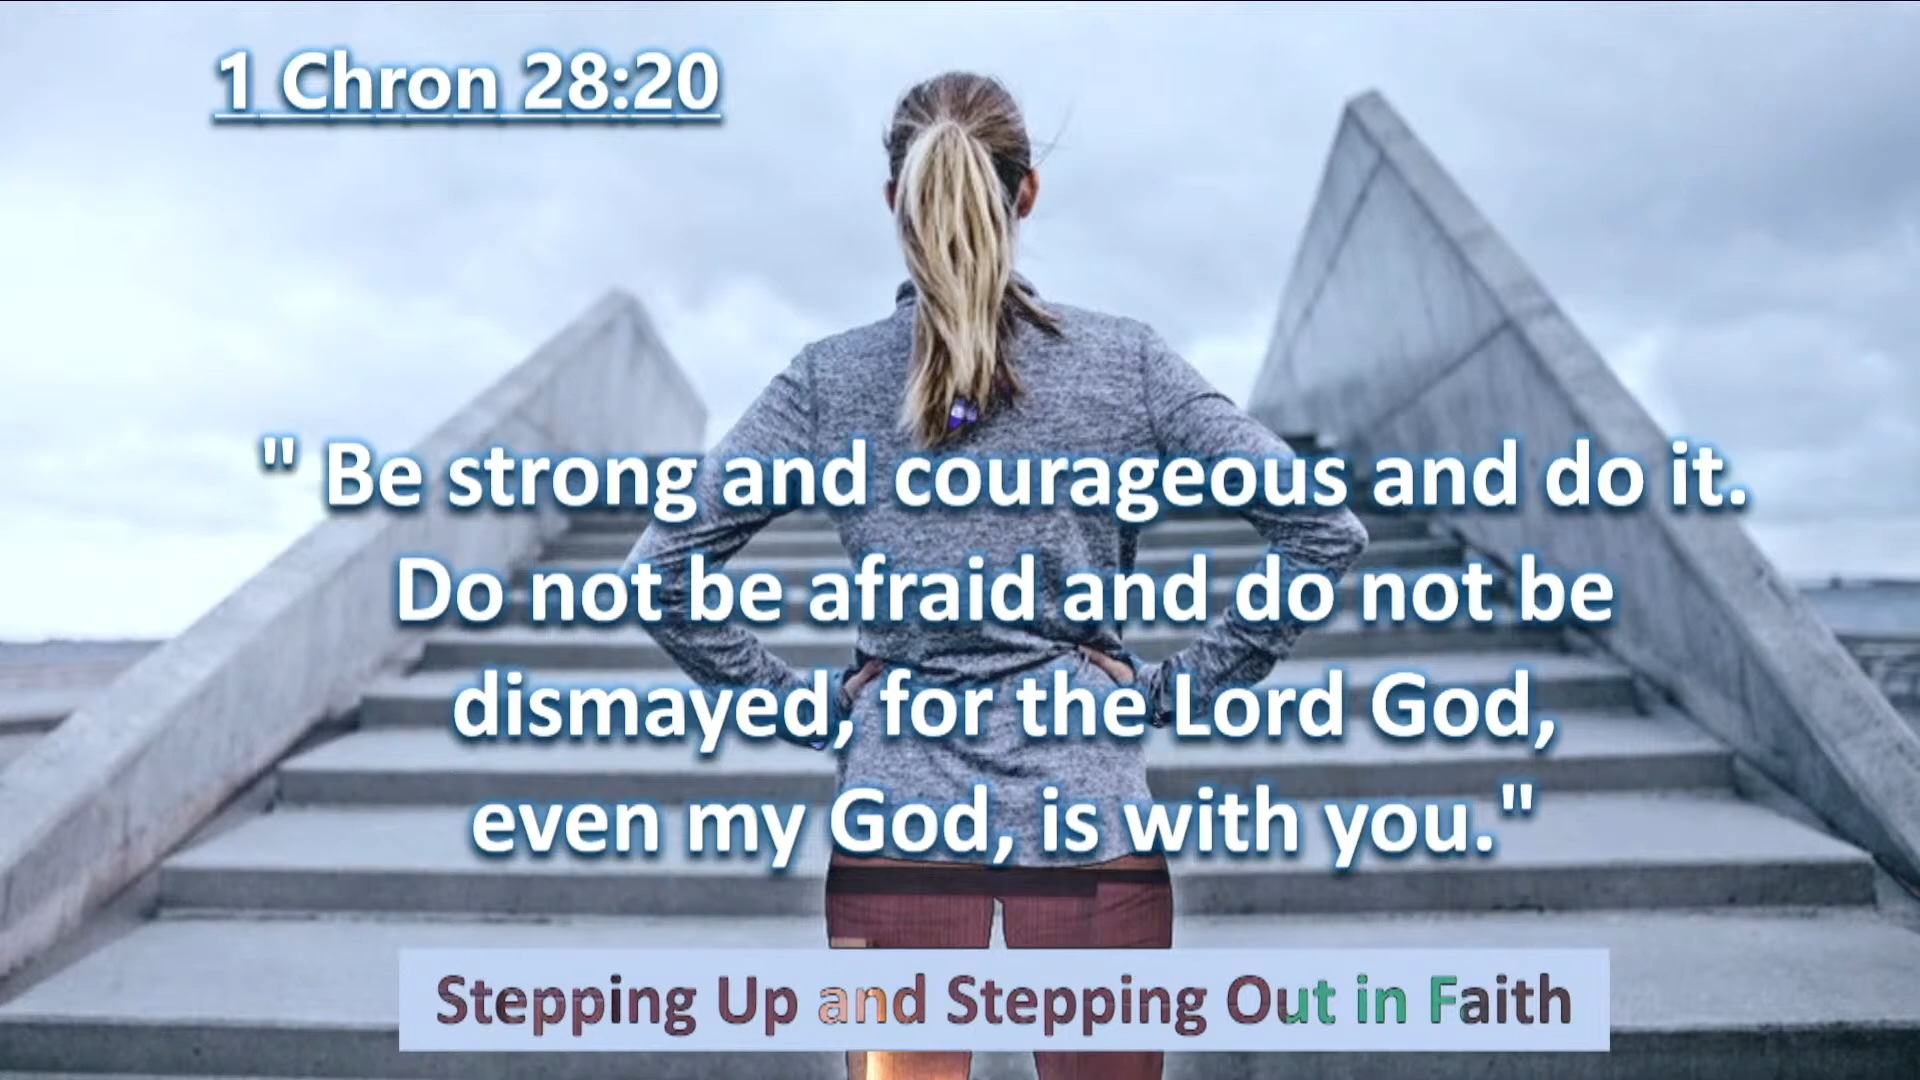 1 Chron 28:20
" Be strong and courageous and do it.
Do not be afraid and do not be
dismayed, for the Lord God,
even my God, is with you."
Stepping Up and Stepping Out in Faith